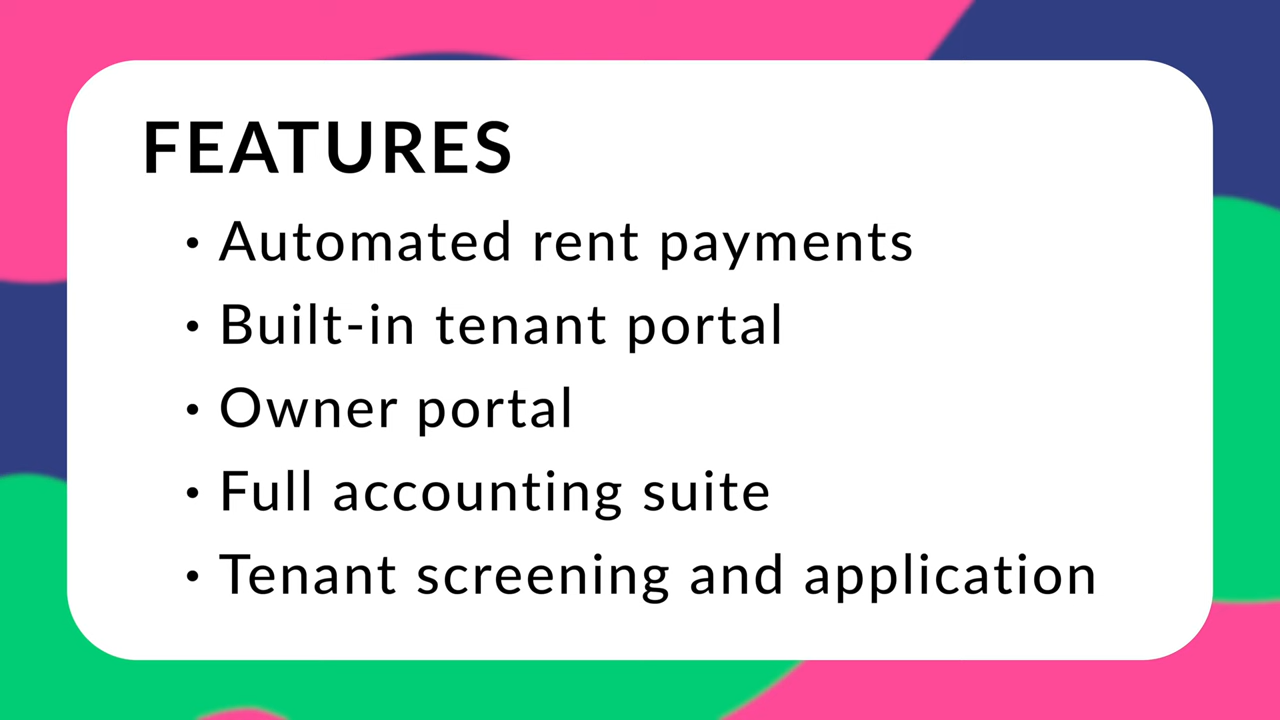 FEATURES
• Automated rent payments
• Built-in tenant portal
• Owner portal
• Full accounting suite
• Tenant screening and application